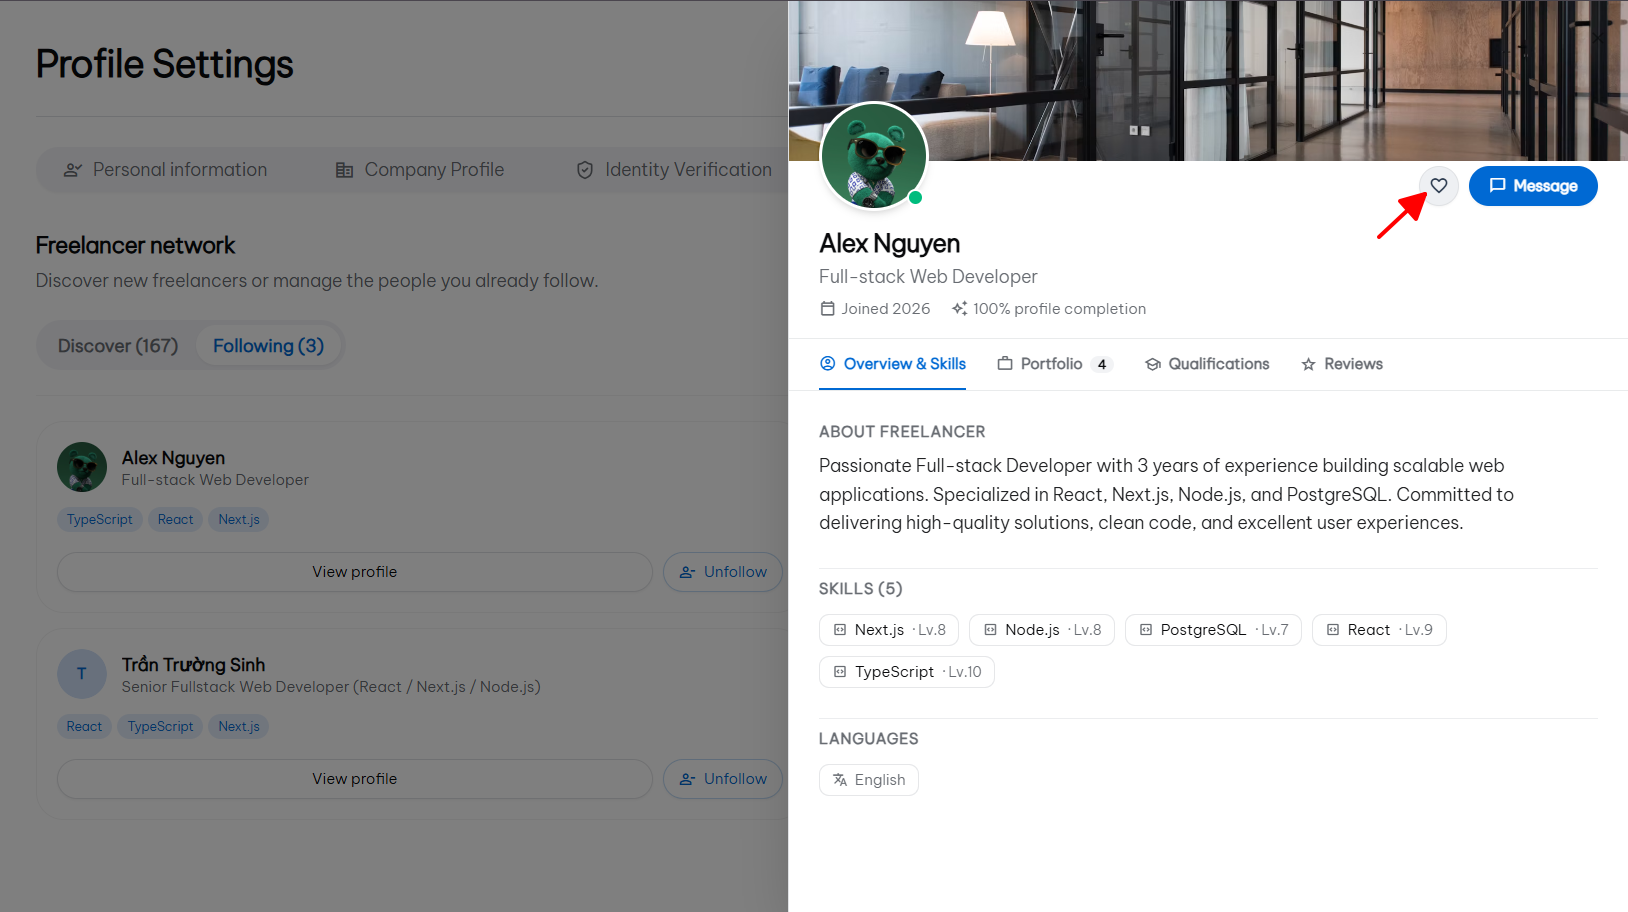 Profile Settings
Personal information
Company Profile
Identity Verification
Freelancer network
Discover new freelancers or manage the people you already follow.
Discover (167)
Following (3)
Alex Nguyen
Full-stack Web Developer
TypeScript
React
Next.js
View profile
Unfollow
Trần Trường Sinh
Senior Fullstack Web Developer (React / Next.js / Node.js)
React
TypeScript
Next.js
View profile
Unfollow
Message
Alex Nguyen
Full-stack Web Developer
Joined 2026
100% profile completion
Overview & Skills
Portfolio 4
Qualifications
Reviews
ABOUT FREELANCER
Passionate Full-stack Developer with 3 years of experience building scalable web
applications. Specialized in React, Next.js, Node.js, and PostgreSQL. Committed to
delivering high-quality solutions, clean code, and excellent user experiences.
SKILLS (5)
Next.js · Lv.8
Node.js · Lv.8
PostgreSQL · Lv.7
React · Lv.9
TypeScript · Lv.10
LANGUAGES
English